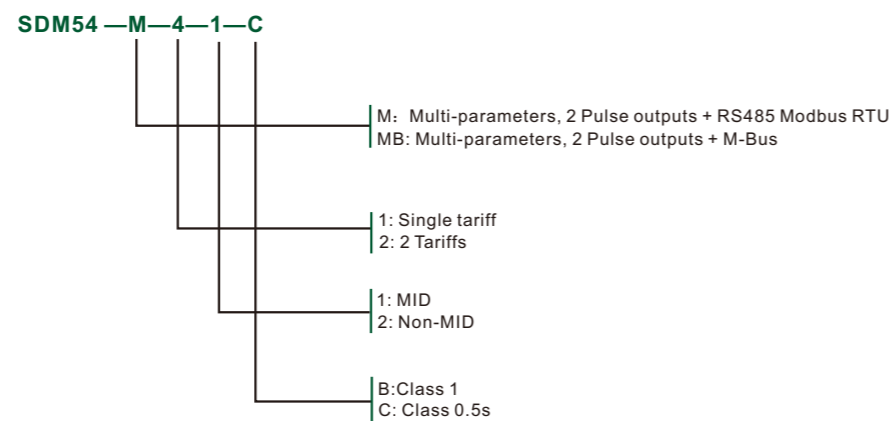 SDM54 —M—4—1—C
M： Multi-parameters, 2 Pulse outputs + RS485 Modbus RTU
MB: Multi-parameters, 2 Pulse outputs + M-Bus
1: Single tariff
2: 2 Tariffs
1: MID
2: Non-MID
B:Class 1
C: Class 0.5s